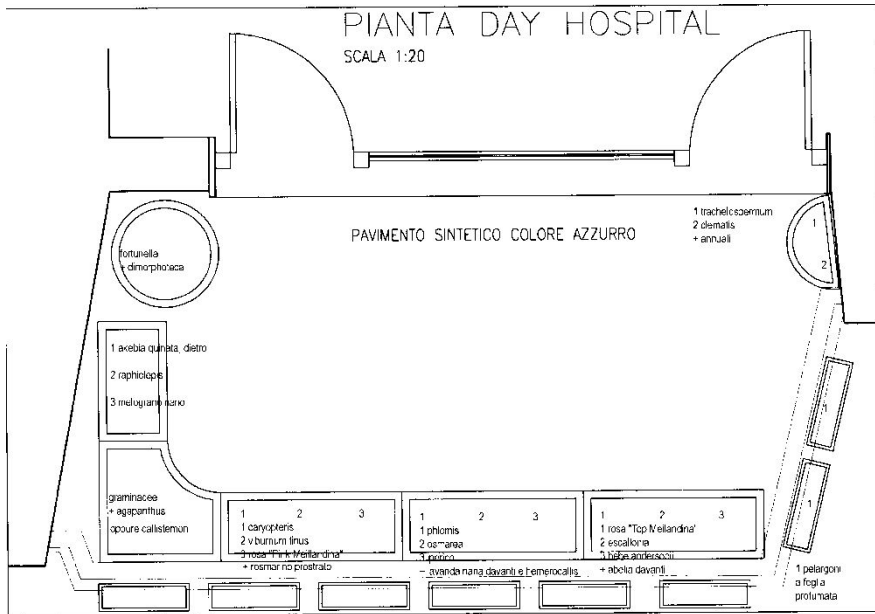 PIANTA DAY HOSPITAL
SCALA 1:20
1 trachelospermum
2 clematis
+ annuali
1
2
PAVIMENTO SINTETICO COLORE AZZURRO
fortunella
+ dimorphoteca
1 akebia quinata, dietro
2 raphiolepis
3 melograno nano
1
1
graminacee
+ agapanthus
oppure callistemon
1 2 3
1 caryopteris
2 viburnum tinus
3 rosa "Pink Meillandina"
+ rosmarino prostrato
1 2 3
1 phlomis
2 osmarea
lavanda nana davanti e hemerocallis
1 2 3
1 rosa "Top Meilandina"
2 escallonia
3 hebe andersonii
+ abelia davanti
1 pelargoni
a foglia
profumata